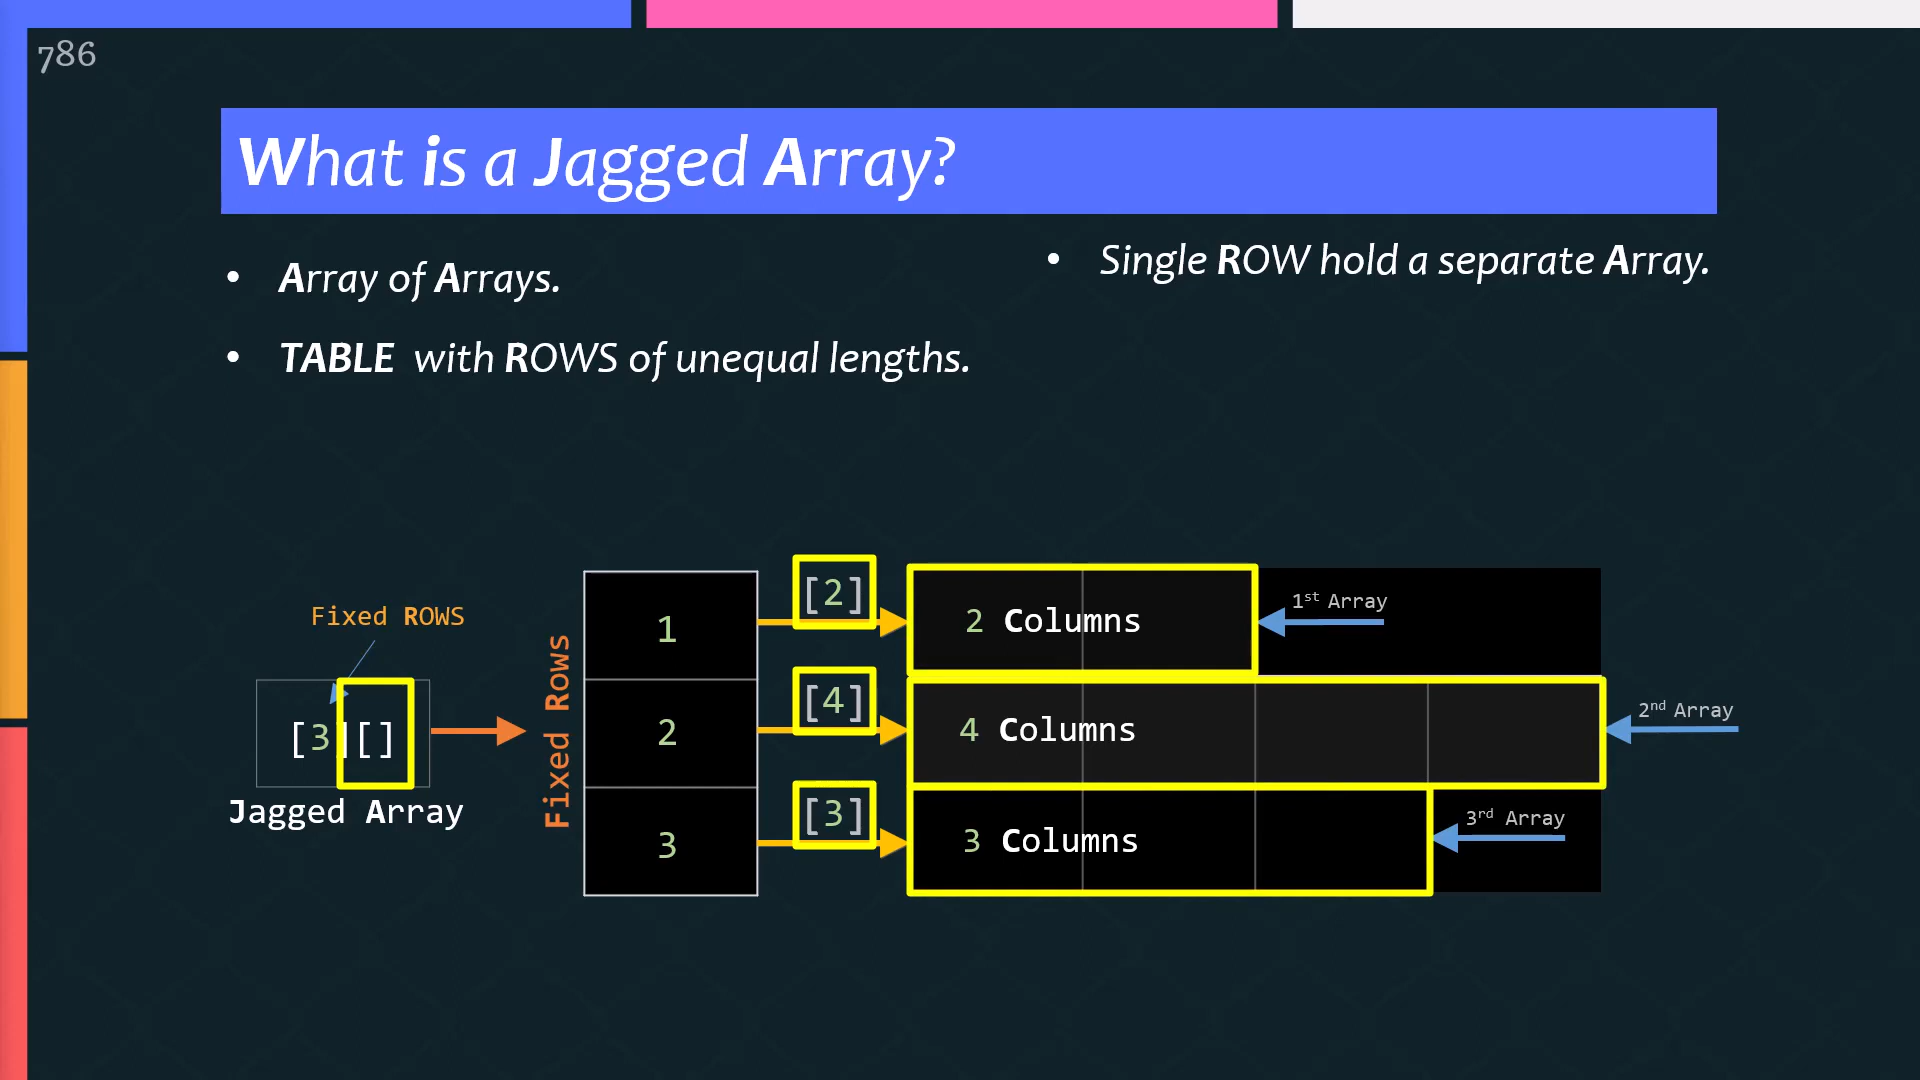 786
What is a Jagged Array?
• Array of Arrays.
• TABLE with ROWS of unequal lengths.
• Single ROW hold a separate Array.
Fixed ROWS
[3][]
Jagged Array
Fixed Rows
1
[2]
2 Columns
1st Array
2
[4]
4 Columns
2nd Array
3
[3]
3 Columns
3rd Array